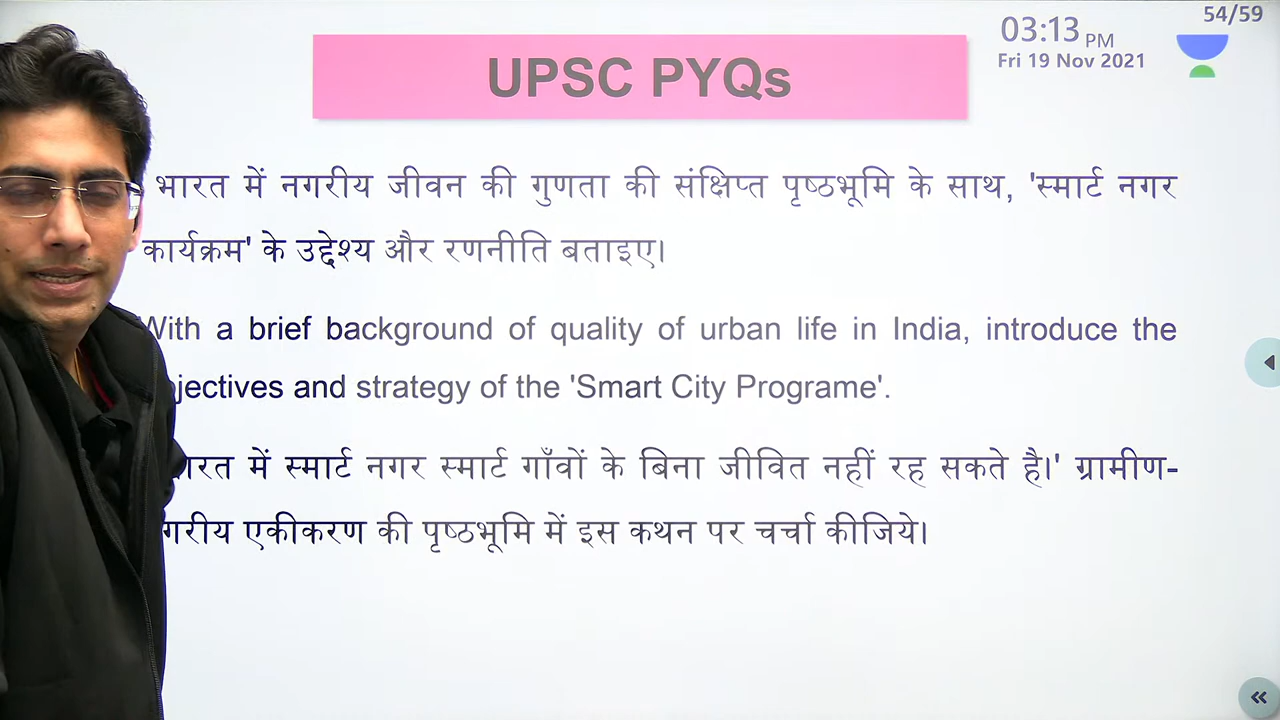 54/59
03:13 PM
Fri 19 Nov 2021
UPSC PYQs
भारत में नगरीय जीवन की गुणता की संक्षिप्त पृष्ठभूमि के साथ, 'स्मार्ट नगर
कार्यक्रम' के उद्देश्य और रणनीति बताइए।
With a brief background of quality of urban life in India, introduce the
jectives and strategy of the 'Smart City Programe'.
रत में स्मार्ट नगर स्मार्ट गाँवों के बिना जीवित नहीं रह सकते है।' ग्रामीण-
गरीय एकीकरण की पृष्ठभूमि में इस कथन पर चर्चा कीजिये।